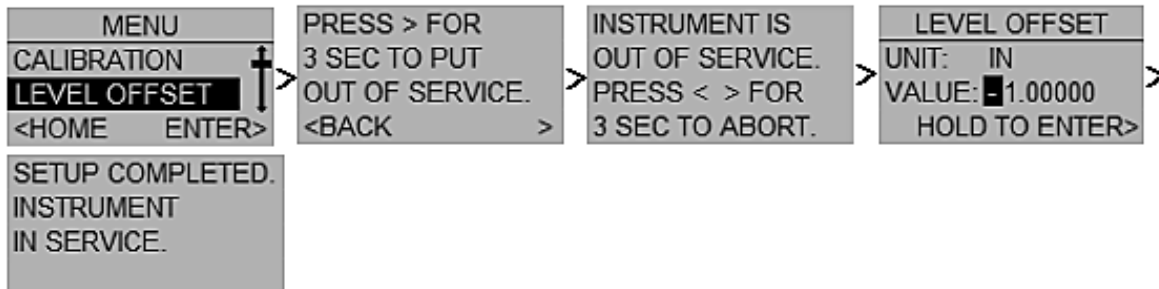 MENU
CALIBRATION
LEVEL OFFSET
<HOME ENTER>
>
PRESS > FOR
3 SEC TO PUT
OUT OF SERVICE.
<BACK >
>
INSTRUMENT IS
OUT OF SERVICE.
PRESS < > FOR
3 SEC TO ABORT.
>
LEVEL OFFSET
UNIT: IN
VALUE: -1.00000
HOLD TO ENTER>
>
SETUP COMPLETED.
INSTRUMENT
IN SERVICE.